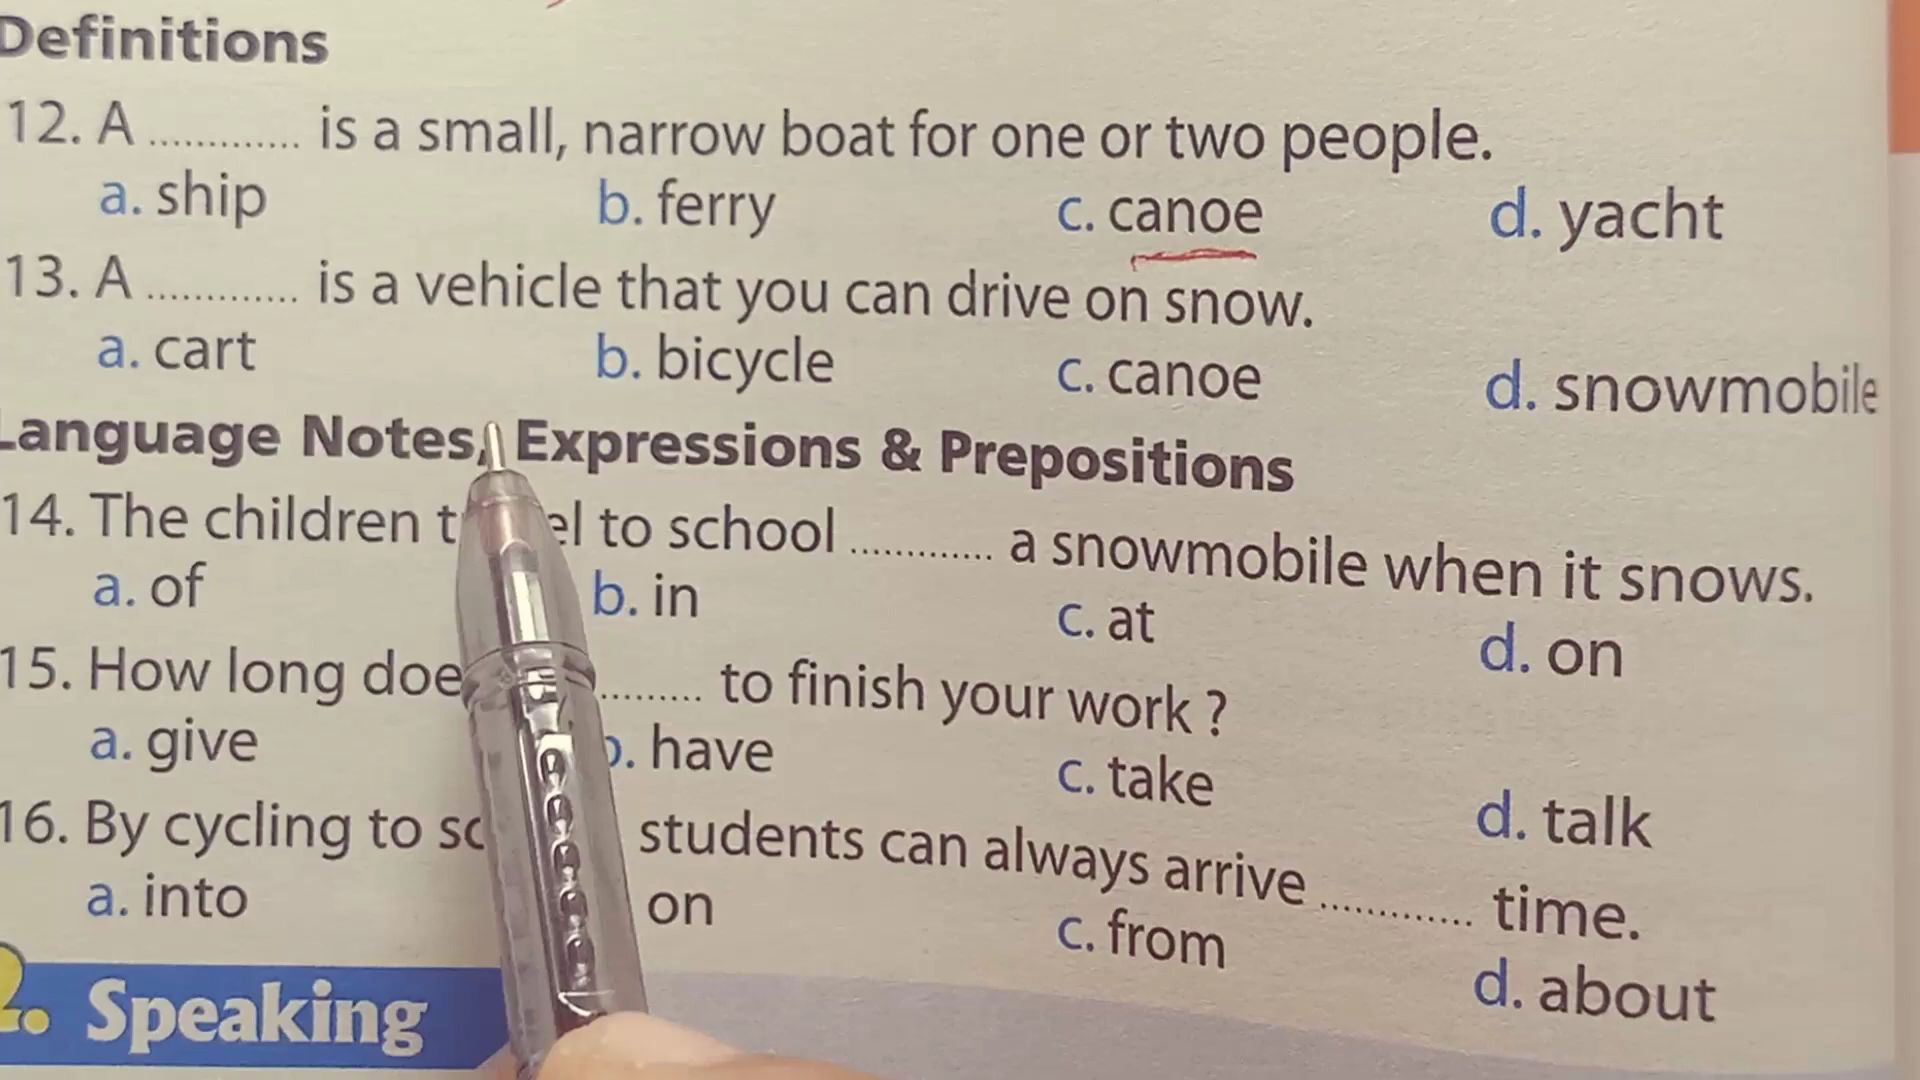 Definitions
12. A ............. is a small, narrow boat for one or two people.
a. ship b. ferry c. canoe d. yacht
13. A ............. is a vehicle that you can drive on snow.
a. cart b. bicycle c. canoe d. snowmobile
Language Notes, Expressions & Prepositions
14. The children to school ............. a snowmobile when it snows.
a. of b. in c. at d. on
15. How long ......... to finish your work ?
a. give b. have c. take d. talk
16. By cycling to students can always arrive ............. time.
a. into on c. from d. about
2. Speaking